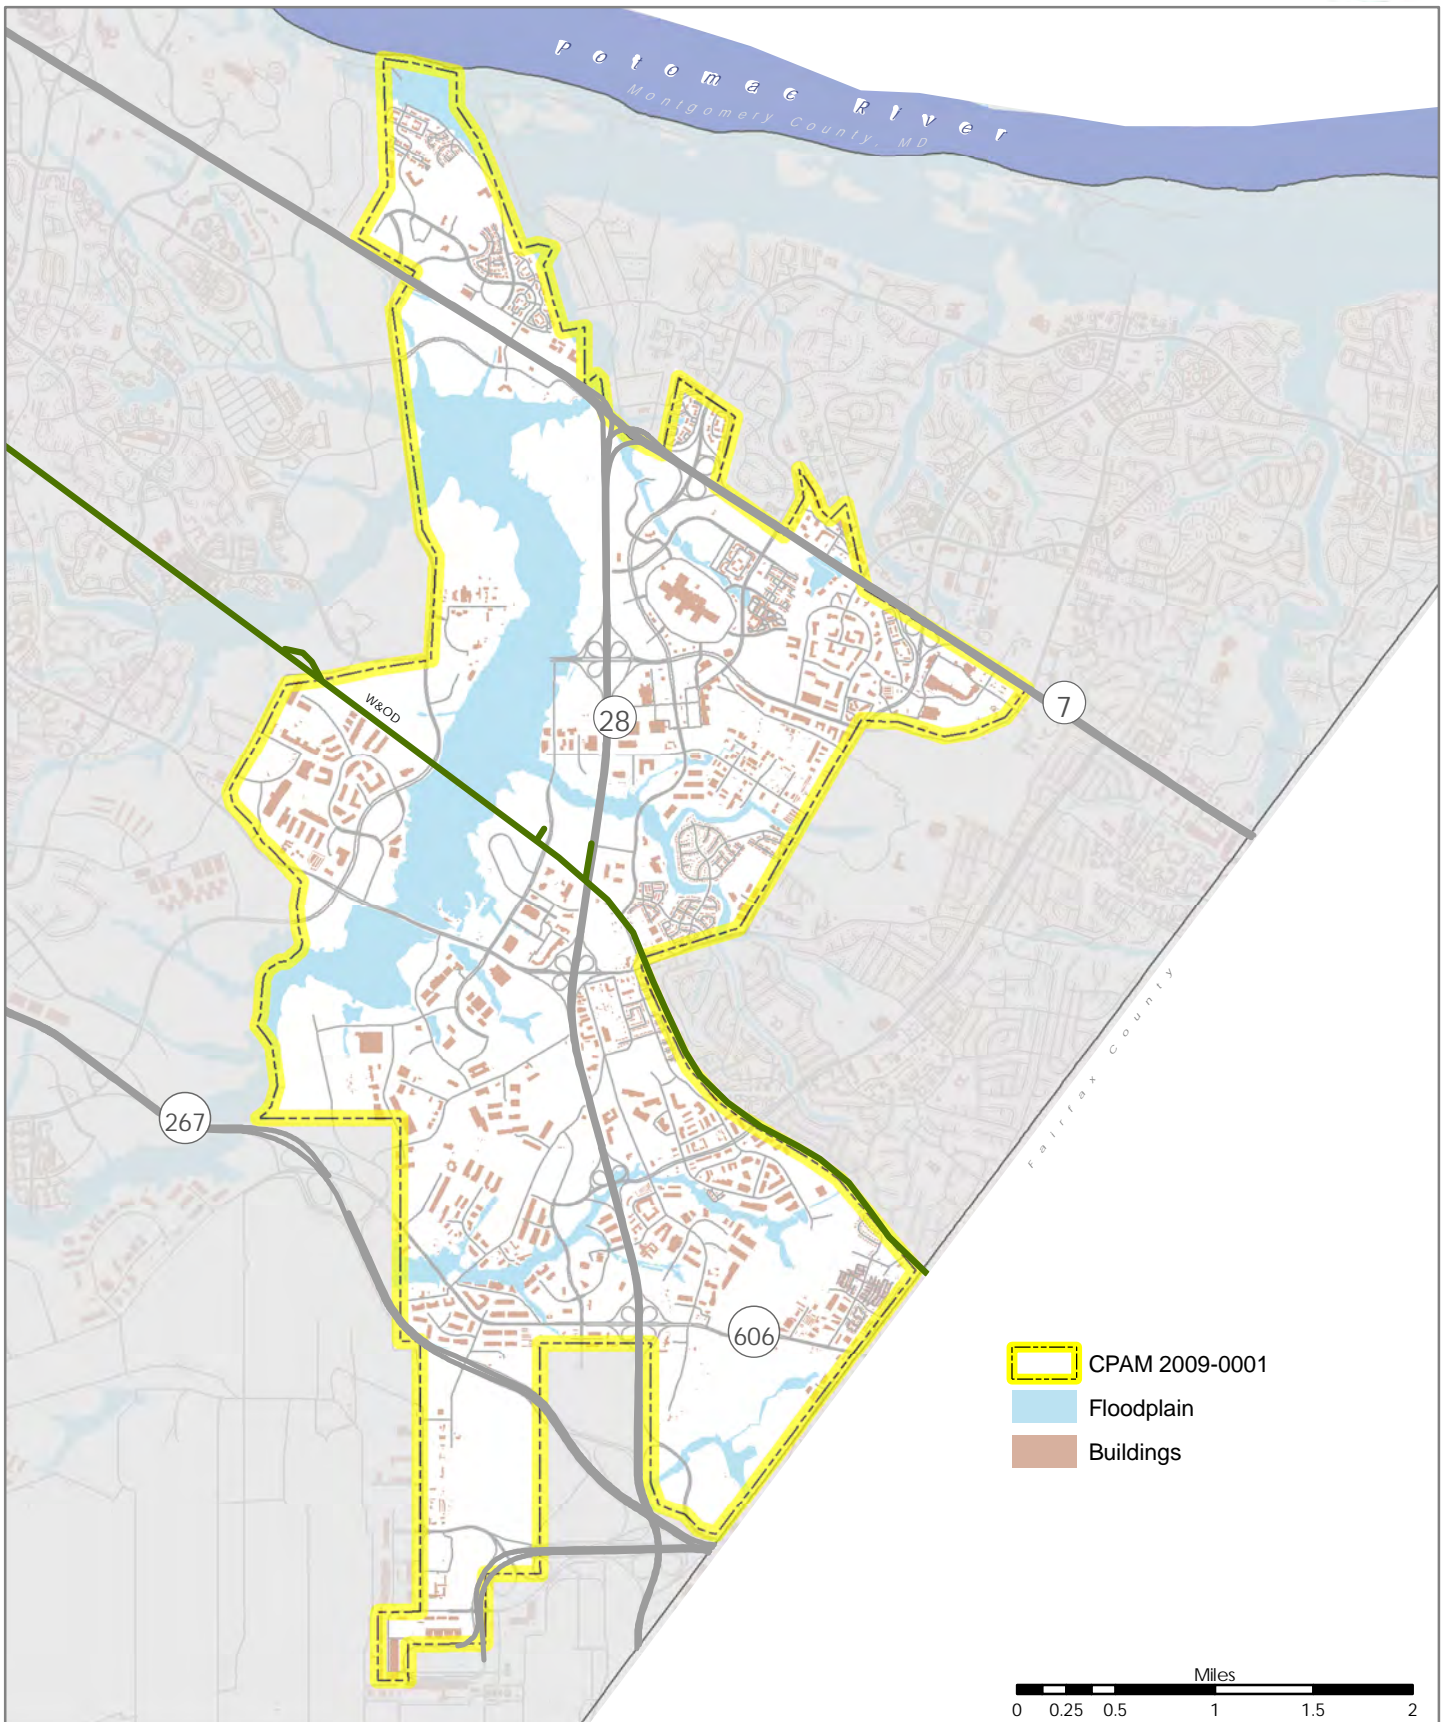 Potomac River
Montgomery County, MD
W&OD
28
7
Fairfax County
267
606
CPAM 2009-0001
Floodplain
Buildings
Miles
0 0.25 0.5 1 1.5 2